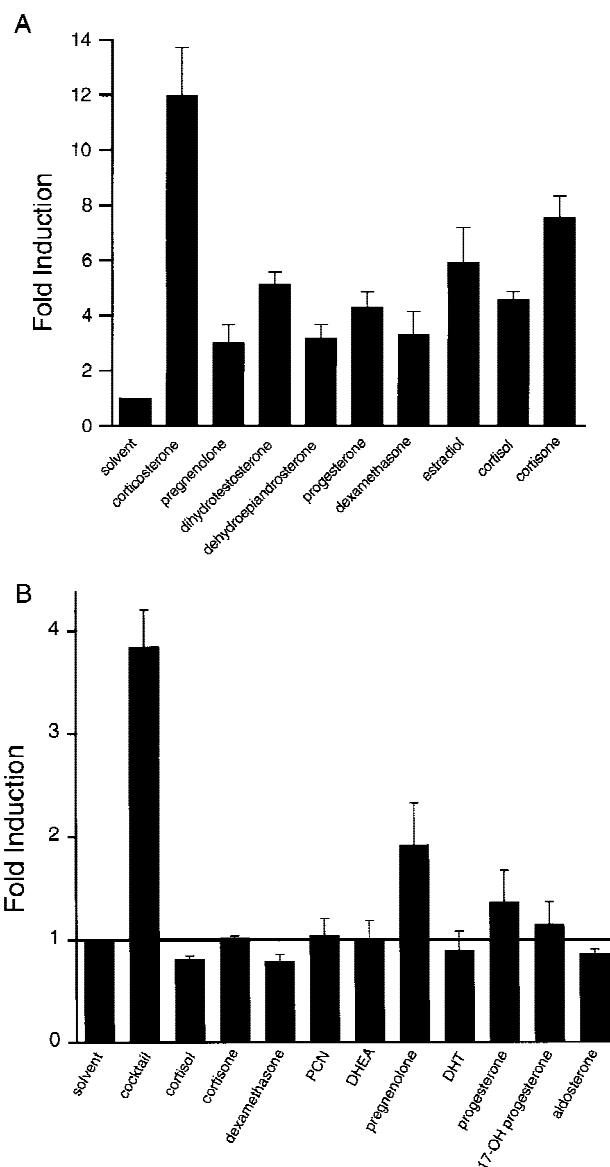 A
14
12
10
8
6
4
2
0
Fold Induction
solvent
corticosterone
pregnenolone
dihydrotestosterone
dehydroepiandrosterone
progesterone
dexamethasone
estradiol
cortisol
cortisone
B
4
3
2
1
0
Fold Induction
solvent
cocktail
cortisol
cortisone
dexamethasone
PCN
DHEA
pregnenolone
DHT
progesterone
17-OH progesterone
aldosterone